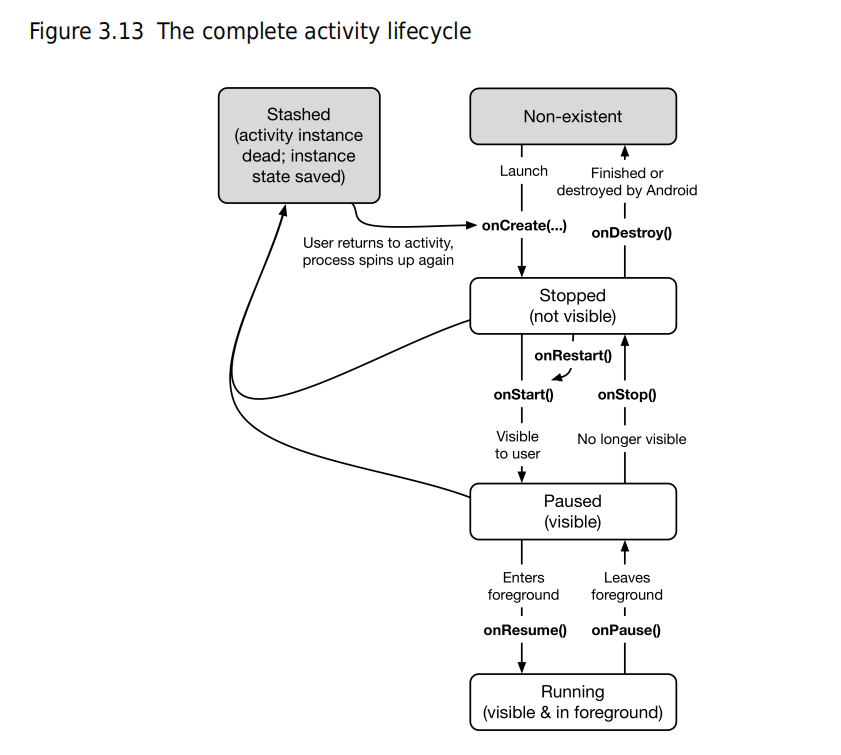 Figure 3.13 The complete activity lifecycle
Stashed
(activity instance
dead; instance
state saved)
Non-existent
Launch
Finished or
destroyed by Android
onCreate(...)
onDestroy()
User returns to activity,
process spins up again
Stopped
(not visible)
onRestart()
onStart()
onStop()
Visible
to user
No longer visible
Paused
(visible)
Enters
foreground
Leaves
foreground
onResume()
onPause()
Running
(visible & in foreground)